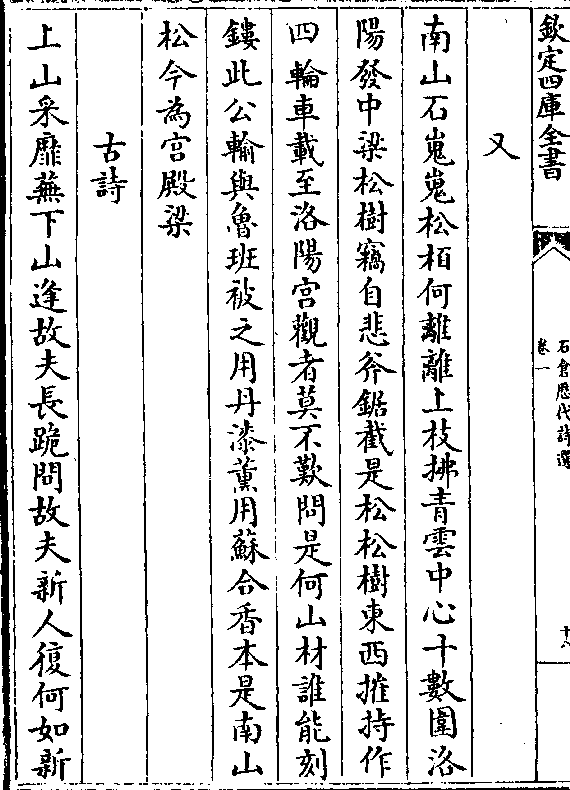 欽定四庫全書
石倉歷代詩選
卷一
十六
又
南山石嵬嵬松栢何離離上枝拂青雲中心十數圍洛
陽發中梁松樹竊自悲斧鋸截是松松樹東西摧持作
四輪車載至洛陽宫觀者莫不歎問是何山材誰能刻
鏤此公輸與魯班被之用丹漆薰用蘇合香本是南山
松今為宫殿梁
古詩
上山采蘼蕪下山逢故夫長跪問故夫新人復何如新